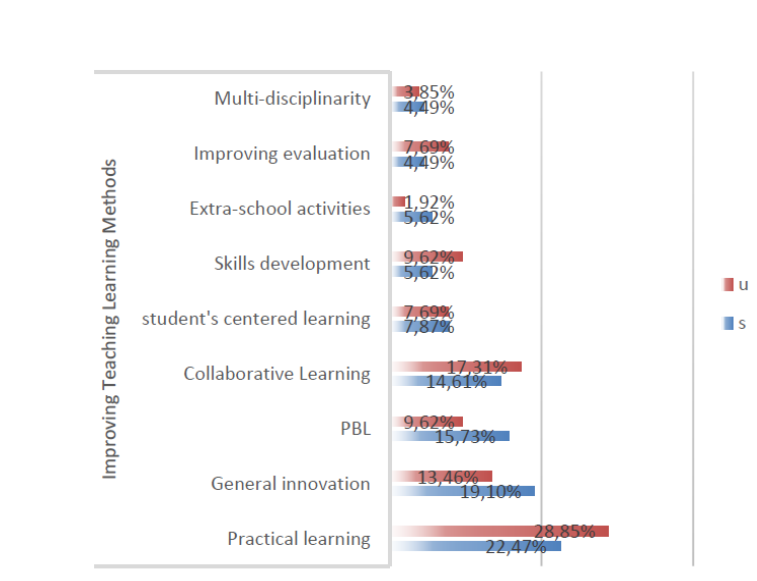 Improving Teaching Learning Methods
Multi-disciplinarity
3,85%
4,49%
Improving evaluation
7,69%
4,49%
Extra-school activities
1,92%
5,62%
Skills development
9,62%
5,62%
student's centered learning
7,69%
7,87%
Collaborative Learning
17,31%
14,61%
PBL
9,62%
15,73%
General innovation
13,46%
19,10%
Practical learning
28,85%
22,47%
u
s